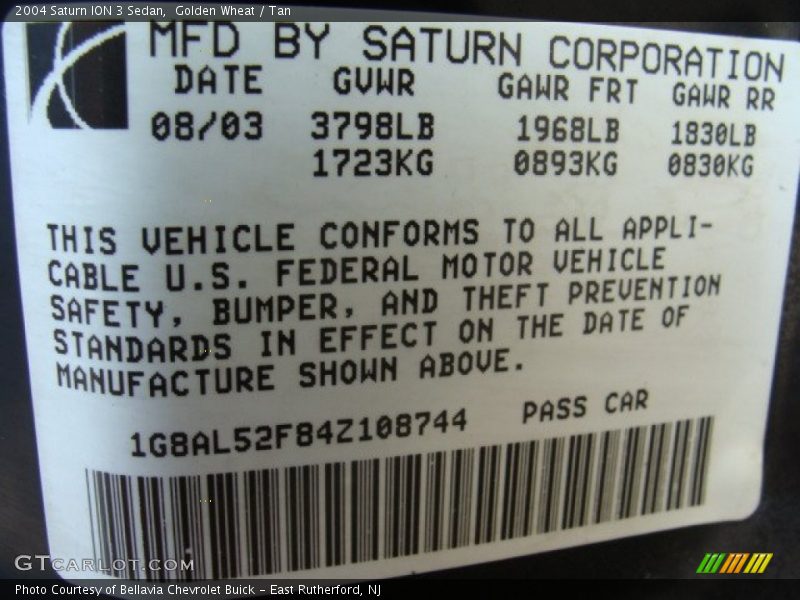 2004 Saturn ION 3 Sedan,  Golden Wheat / Tan
MFD BY SATURN CORPORATION
DATE GVWR GAWR FRT GAWR RR
08/03 3798LB 1968LB 1830LB
1723KG 0893KG 0830KG
THIS VEHICLE CONFORMS TO ALL APPLI-
CABLE U.S. FEDERAL MOTOR VEHICLE
SAFETY, BUMPER, AND THEFT PREVENTION
STANDARDS IN EFFECT ON THE DATE OF
MANUFACTURE SHOWN ABOVE.
1G8AL52F84Z108744 PASS CAR
GTCARLOT.COM
Photo Courtesy of Bellavia Chevrolet Buick - East Rutherford, NJ